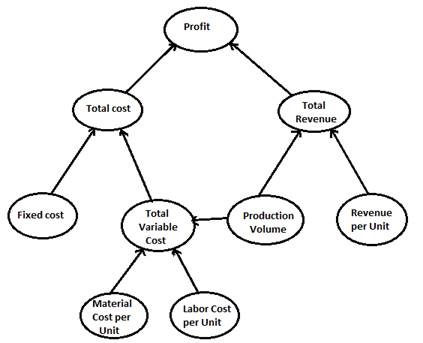 Profit
Total cost
Total
Revenue
Fixed cost
Total
Variable
Cost
Production
Volume
Revenue
per Unit
Material
Cost per
Unit
Labor Cost
per Unit